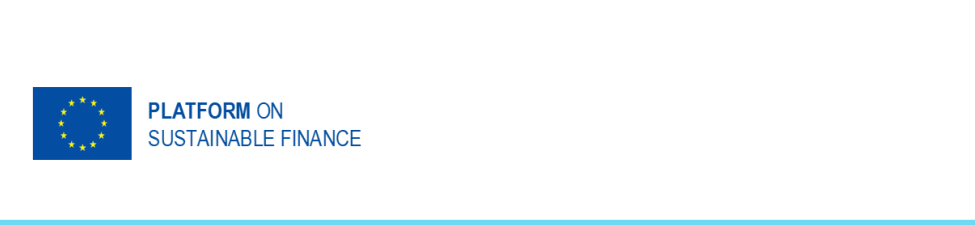 PLATFORM ON
SUSTAINABLE FINANCE